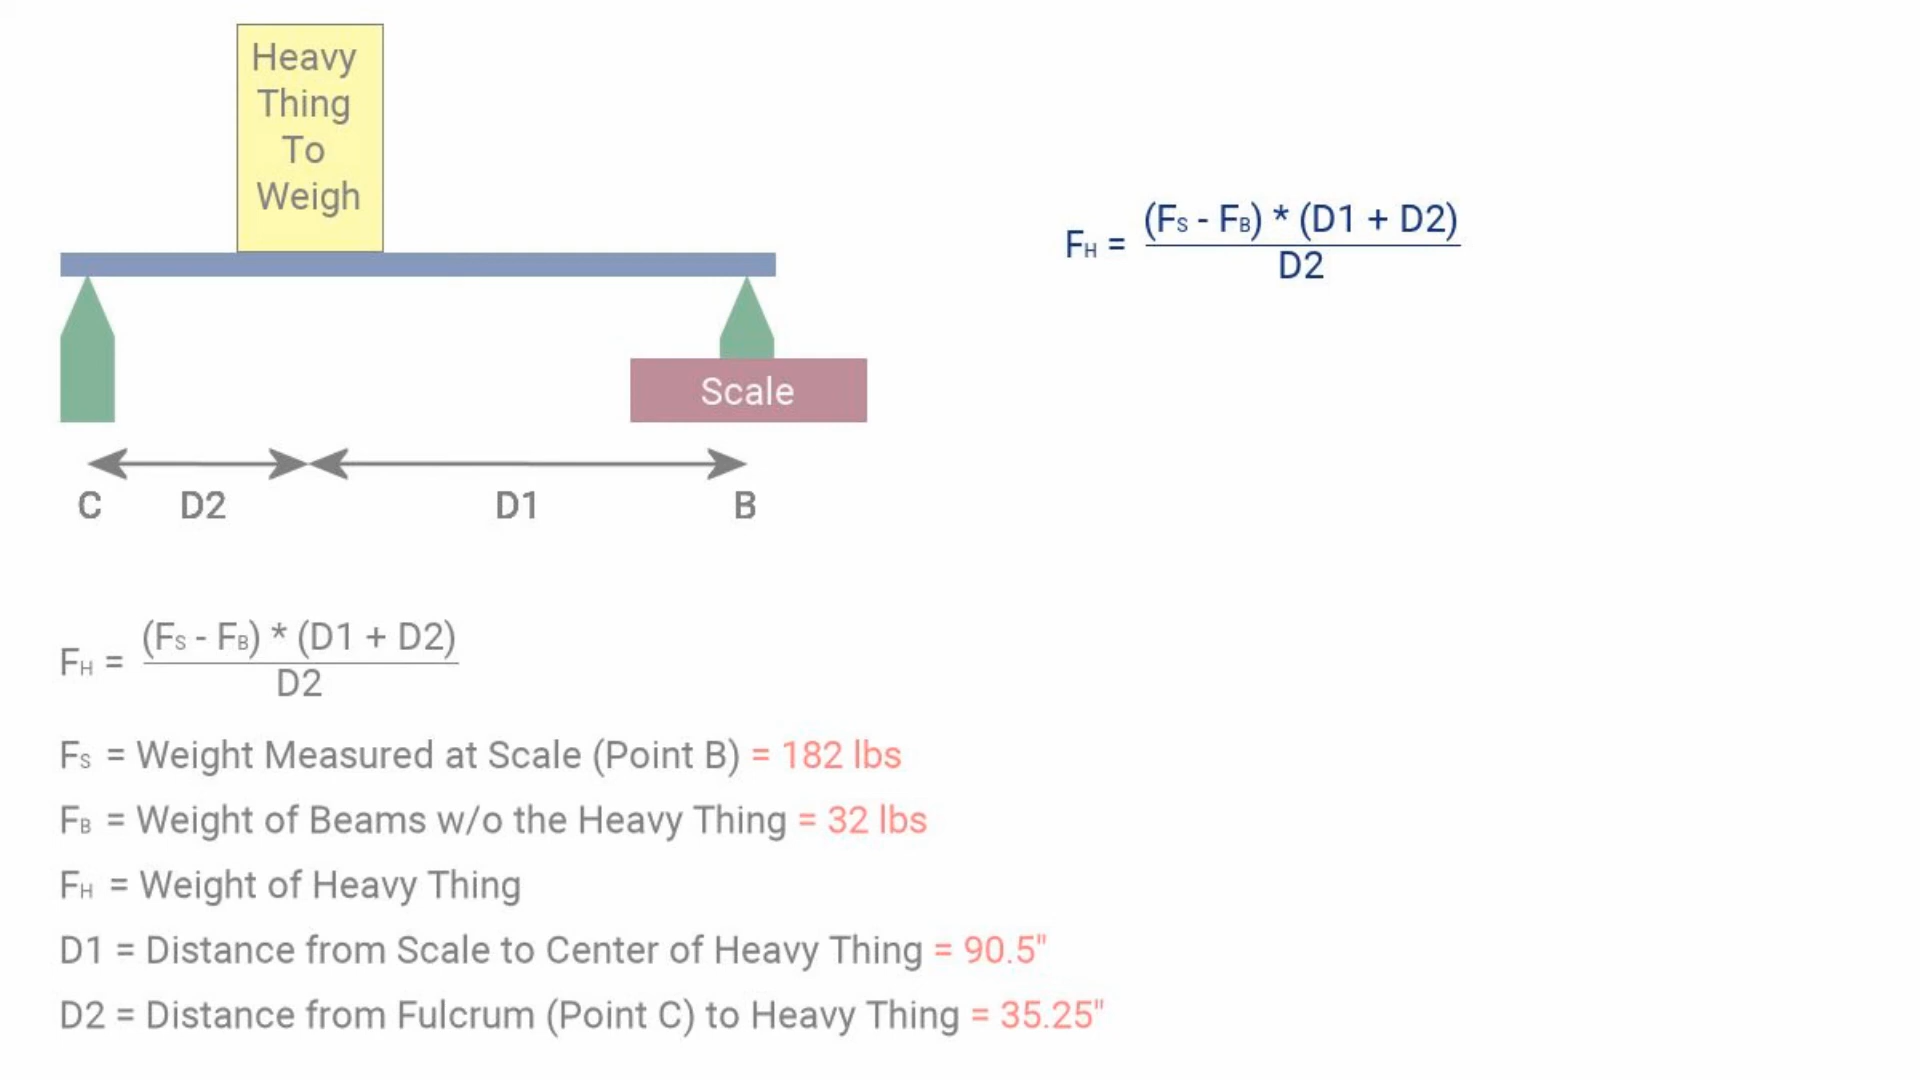 Heavy
Thing
To
Weigh
Scale
C
D2
D1
B
FH = (FS - FB) * (D1 + D2)
D2
FH = (FS - FB) * (D1 + D2)
D2
FS = Weight Measured at Scale (Point B) = 182 lbs
FB = Weight of Beams w/o the Heavy Thing = 32 lbs
FH = Weight of Heavy Thing
D1 = Distance from Scale to Center of Heavy Thing = 90.5"
D2 = Distance from Fulcrum (Point C) to Heavy Thing = 35.25"